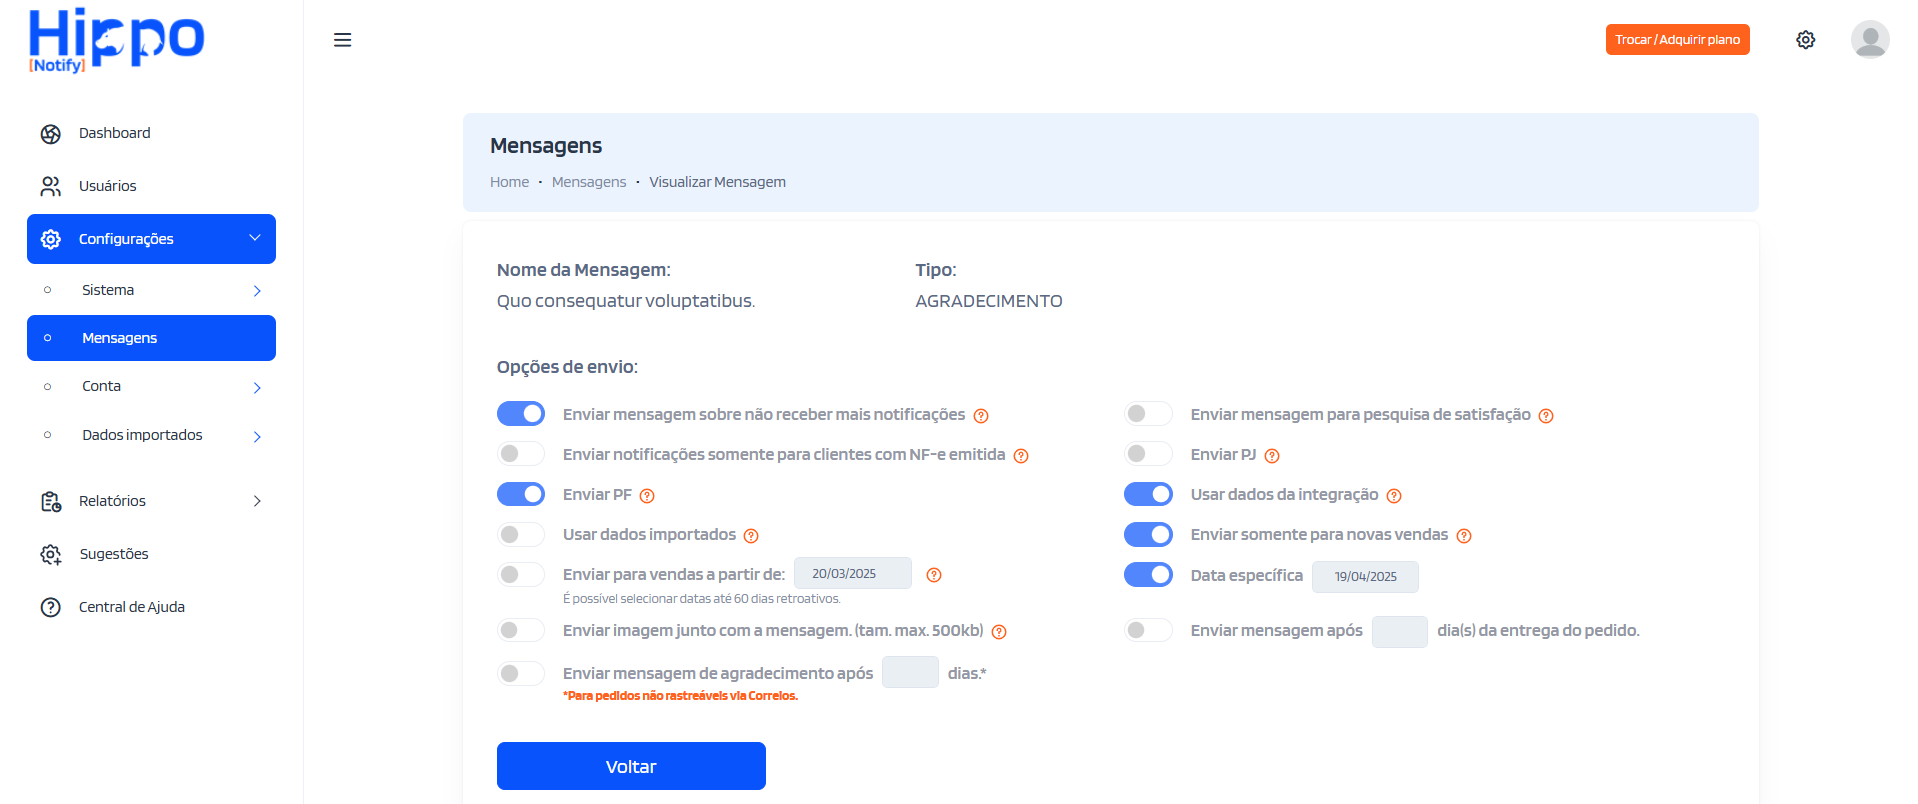 Hippo
[Notify]
Trocar / Adquirir plano
Dashboard
Usuários
Configurações
Sistema
Mensagens
Conta
Dados importados
Relatórios
Sugestões
Central de Ajuda
Mensagens
Home • Mensagens • Visualizar Mensagem
Nome da Mensagem:
Quo consequatur voluptatibus.
Tipo:
AGRADECIMENTO
Opções de envio:
Enviar mensagem sobre não receber mais notificações
Enviar mensagem para pesquisa de satisfação
Enviar notificações somente para clientes com NF-e emitida
Enviar PJ
Enviar PF
Usar dados da integração
Usar dados importados
Enviar somente para novas vendas
Enviar para vendas a partir de: 20/03/2025
É possível selecionar datas até 60 dias retroativos.
Data específica 19/04/2025
Enviar imagem junto com a mensagem. (tam. max. 500kb)
Enviar mensagem após dia(s) da entrega do pedido.
Enviar mensagem de agradecimento após dias.*
*Para pedidos não rastreáveis via Correios.
Voltar